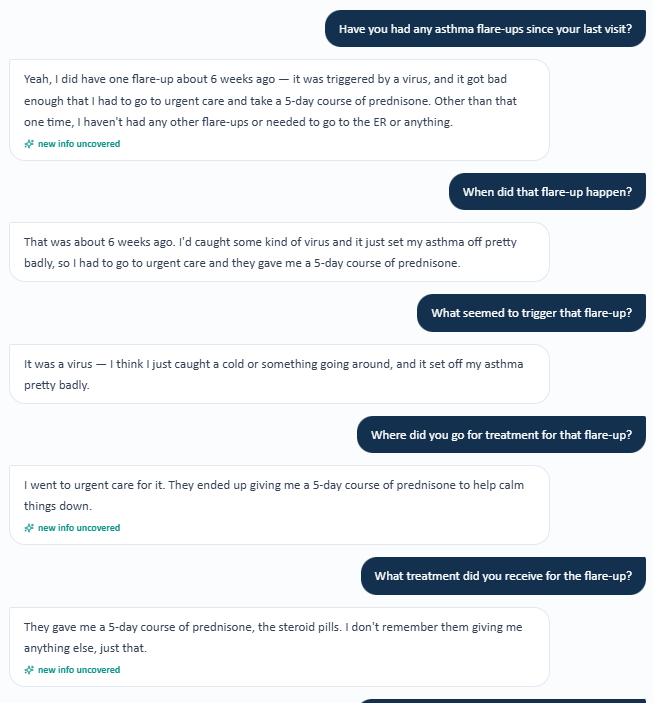 Have you had any asthma flare-ups since your last visit?
Yeah, I did have one flare-up about 6 weeks ago — it was triggered by a virus, and it got bad
enough that I had to go to urgent care and take a 5-day course of prednisone. Other than that
one time, I haven't had any other flare-ups or needed to go to the ER or anything.
new info uncovered
When did that flare-up happen?
That was about 6 weeks ago. I'd caught some kind of virus and it just set my asthma off pretty
badly, so I had to go to urgent care and they gave me a 5-day course of prednisone.
What seemed to trigger that flare-up?
It was a virus — I think I just caught a cold or something going around, and it set off my asthma
pretty badly.
Where did you go for treatment for that flare-up?
I went to urgent care for it. They ended up giving me a 5-day course of prednisone to help calm
things down.
new info uncovered
What treatment did you receive for the flare-up?
They gave me a 5-day course of prednisone, the steroid pills. I don't remember them giving me
anything else, just that.
new info uncovered